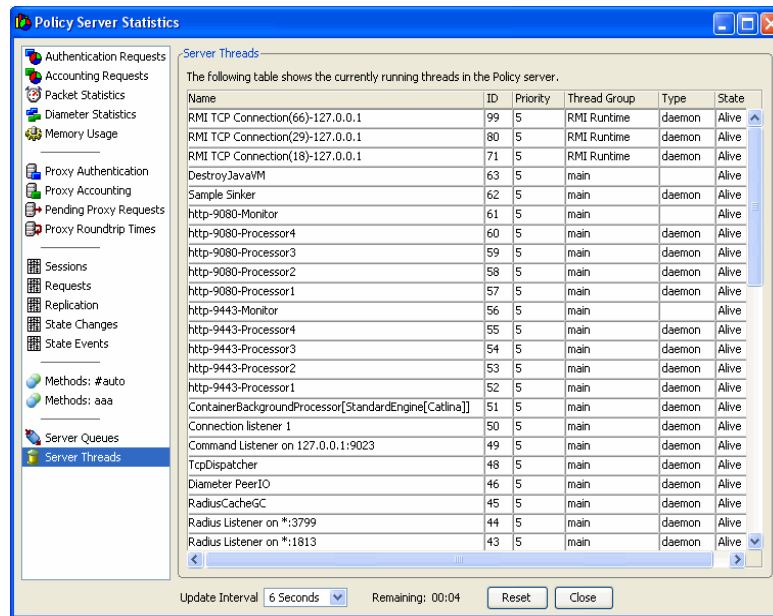 Policy Server Statistics
Authentication Requests
Accounting Requests
Packet Statistics
Diameter Statistics
Memory Usage
Proxy Authentication
Proxy Accounting
Pending Proxy Requests
Proxy Roundtrip Times
Sessions
Requests
Replication
State Changes
State Events
Methods: #auto
Methods: aaa
Server Queues
Server Threads
Server Threads
The following table shows the currently running threads in the Policy server.
Name ID Priority Thread Group Type State
RMI TCP Connection(66)-127.0.0.1 99 5 RMI Runtime daemon Alive
RMI TCP Connection(29)-127.0.0.1 80 5 RMI Runtime daemon Alive
RMI TCP Connection(18)-127.0.0.1 71 5 RMI Runtime daemon Alive
DestroyJavaVM 63 5 main Alive
Sample Sinker 62 5 main daemon Alive
http-9080-Monitor 61 5 main Alive
http-9080-Processor4 60 5 main daemon Alive
http-9080-Processor3 59 5 main daemon Alive
http-9080-Processor2 58 5 main daemon Alive
http-9080-Processor1 57 5 main daemon Alive
http-9443-Monitor 56 5 main Alive
http-9443-Processor4 55 5 main daemon Alive
http-9443-Processor3 54 5 main daemon Alive
http-9443-Processor2 53 5 main daemon Alive
http-9443-Processor1 52 5 main daemon Alive
ContainerBackgroundProcessor[StandardEngine[Catlina]] 51 5 main daemon Alive
Connection listener 1 50 5 main daemon Alive
Command Listener on 127.0.0.1:9023 49 5 main daemon Alive
TcpDispatcher 48 5 main daemon Alive
Diameter PeerIO 46 5 main daemon Alive
RadiusCacheGC 45 5 main daemon Alive
Radius Listener on *:3799 44 5 main daemon Alive
Radius Listener on *:1813 43 5 main daemon Alive
Update Interval 6 Seconds Remaining: 00:04 Reset Close